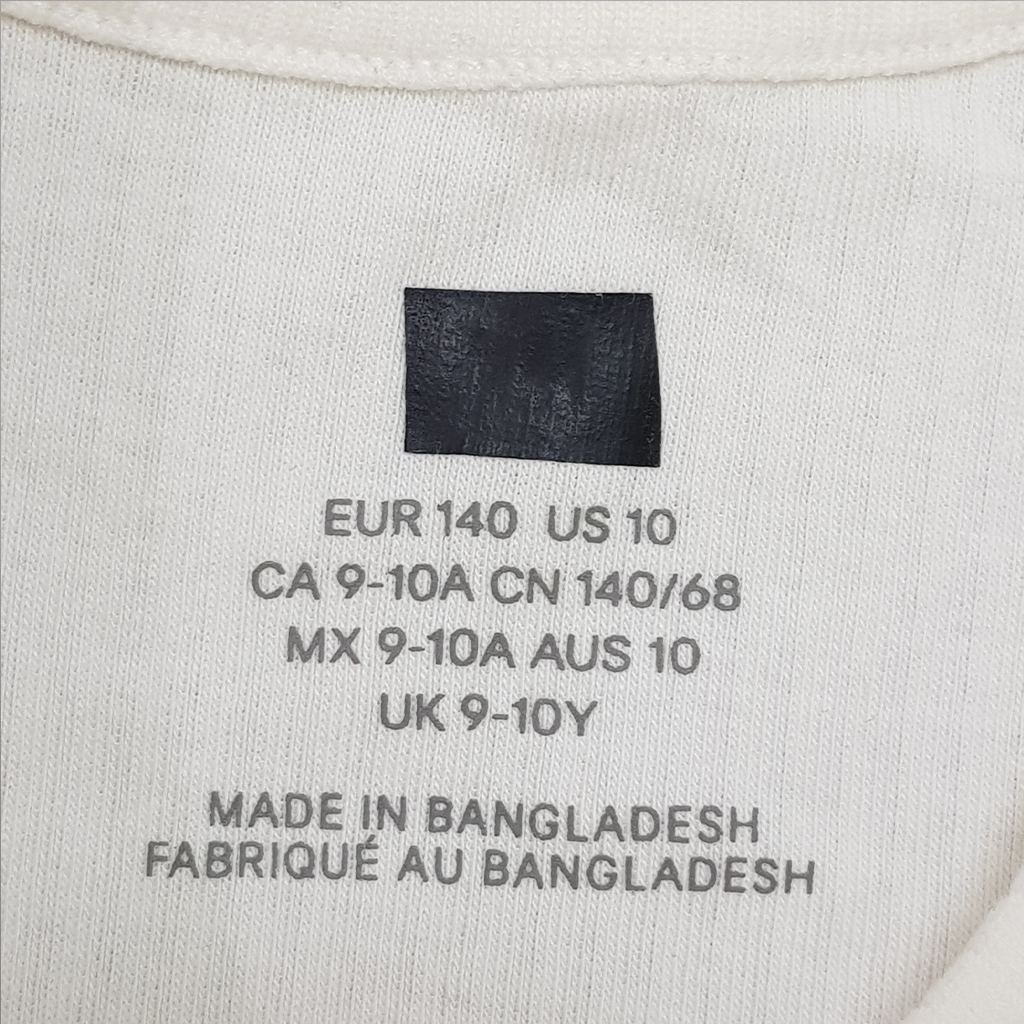 EUR 140 US 10
CA 9-10A CN 140/68
MX 9-10A AUS 10
UK 9-10Y
MADE IN BANGLADESH
FABRIQUÉ AU BANGLADESH